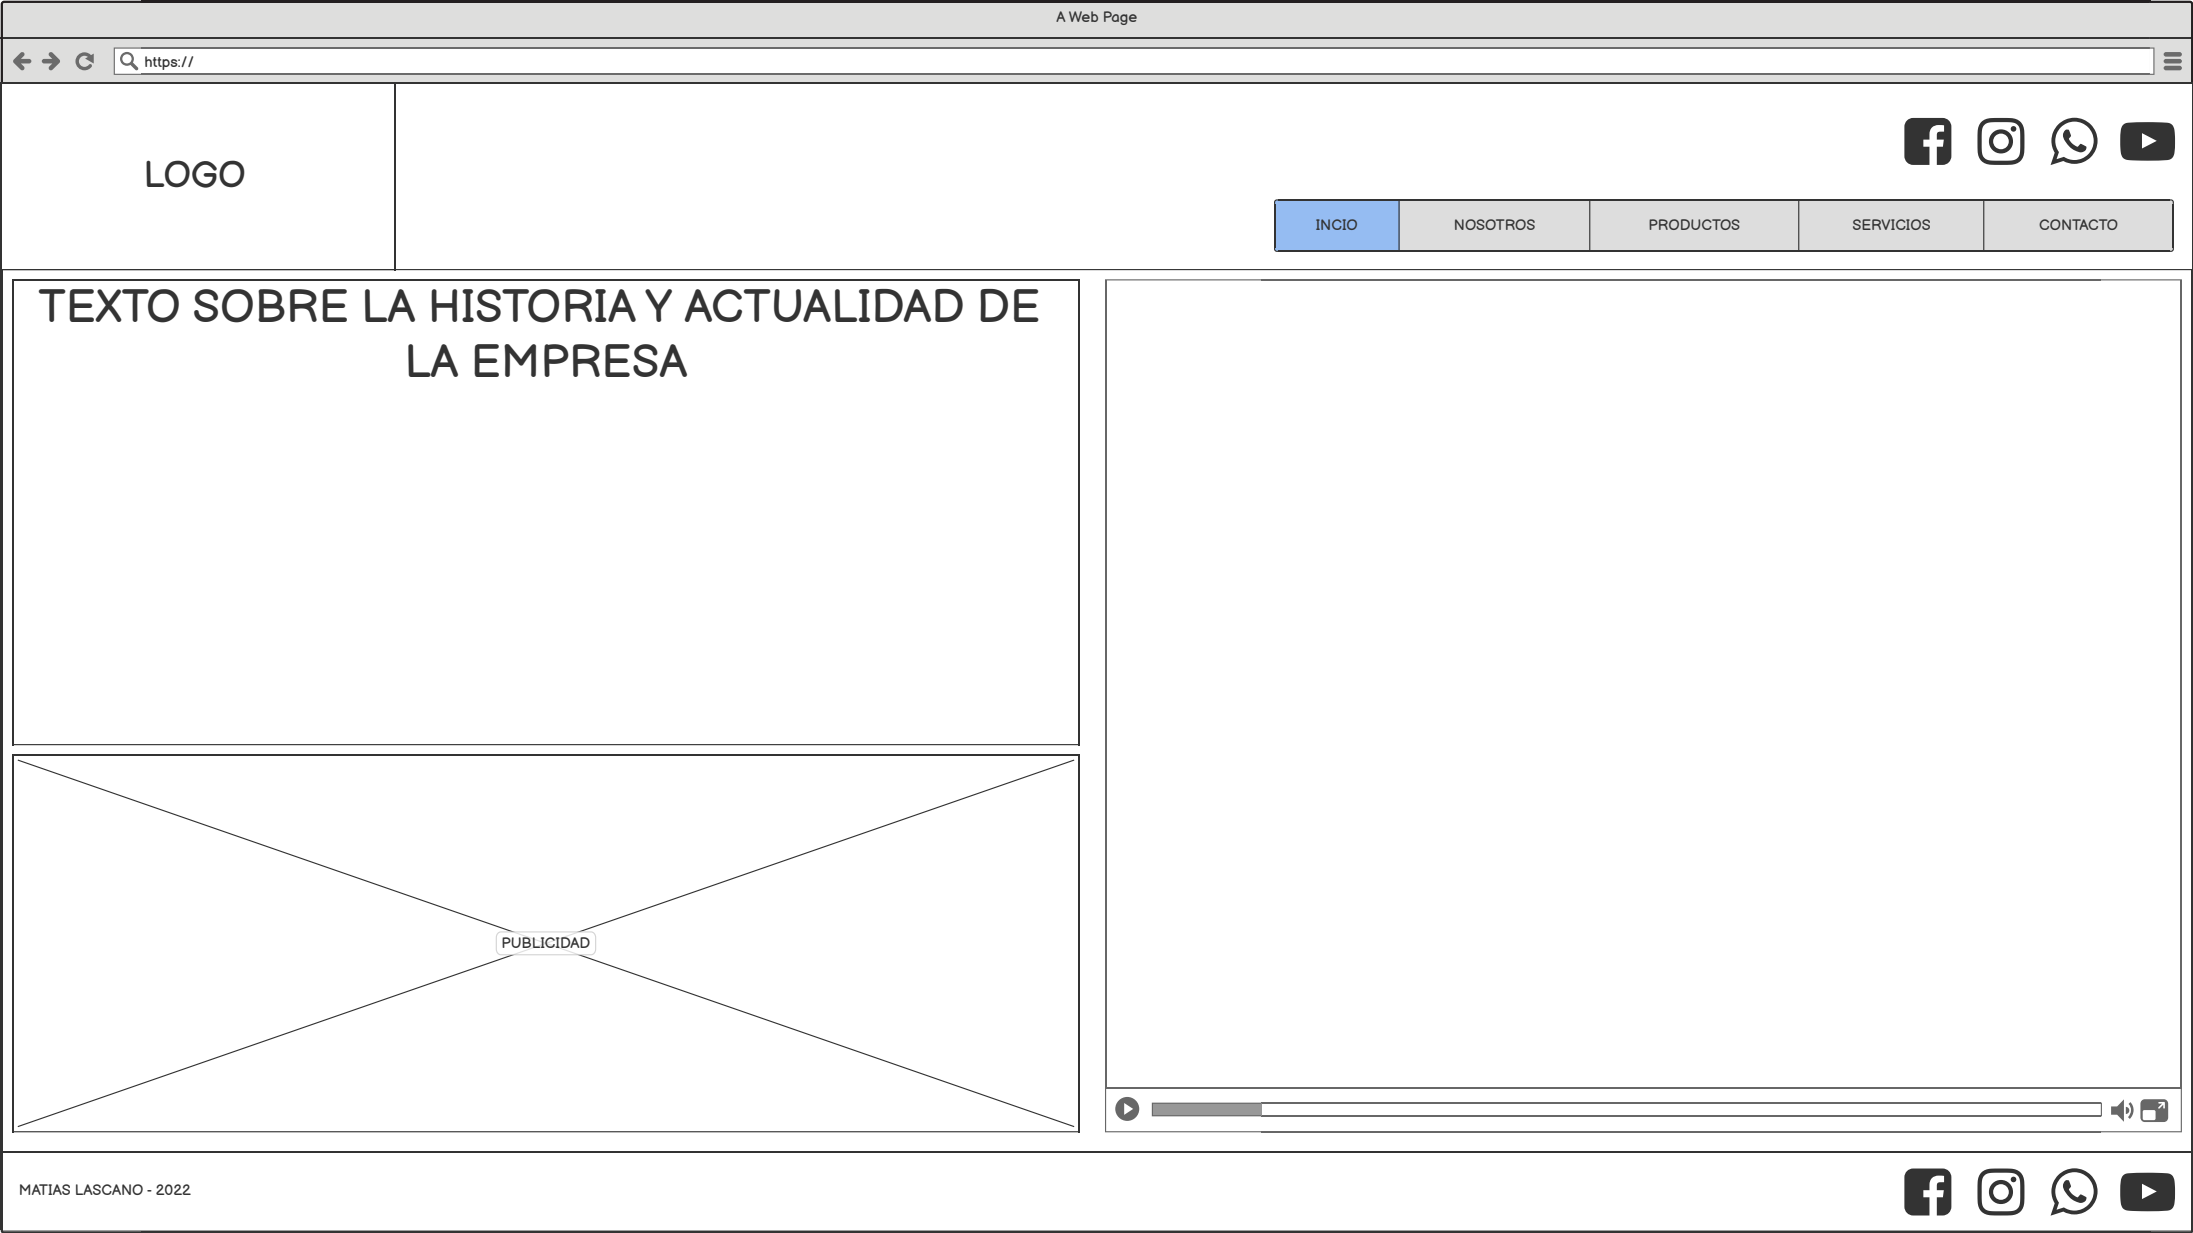 A Web Page
https://
LOGO
INCIO
NOSOTROS
PRODUCTOS
SERVICIOS
CONTACTO
TEXTO SOBRE LA HISTORIA Y ACTUALIDAD DE
LA EMPRESA
PUBLICIDAD
MATIAS LASCANO - 2022